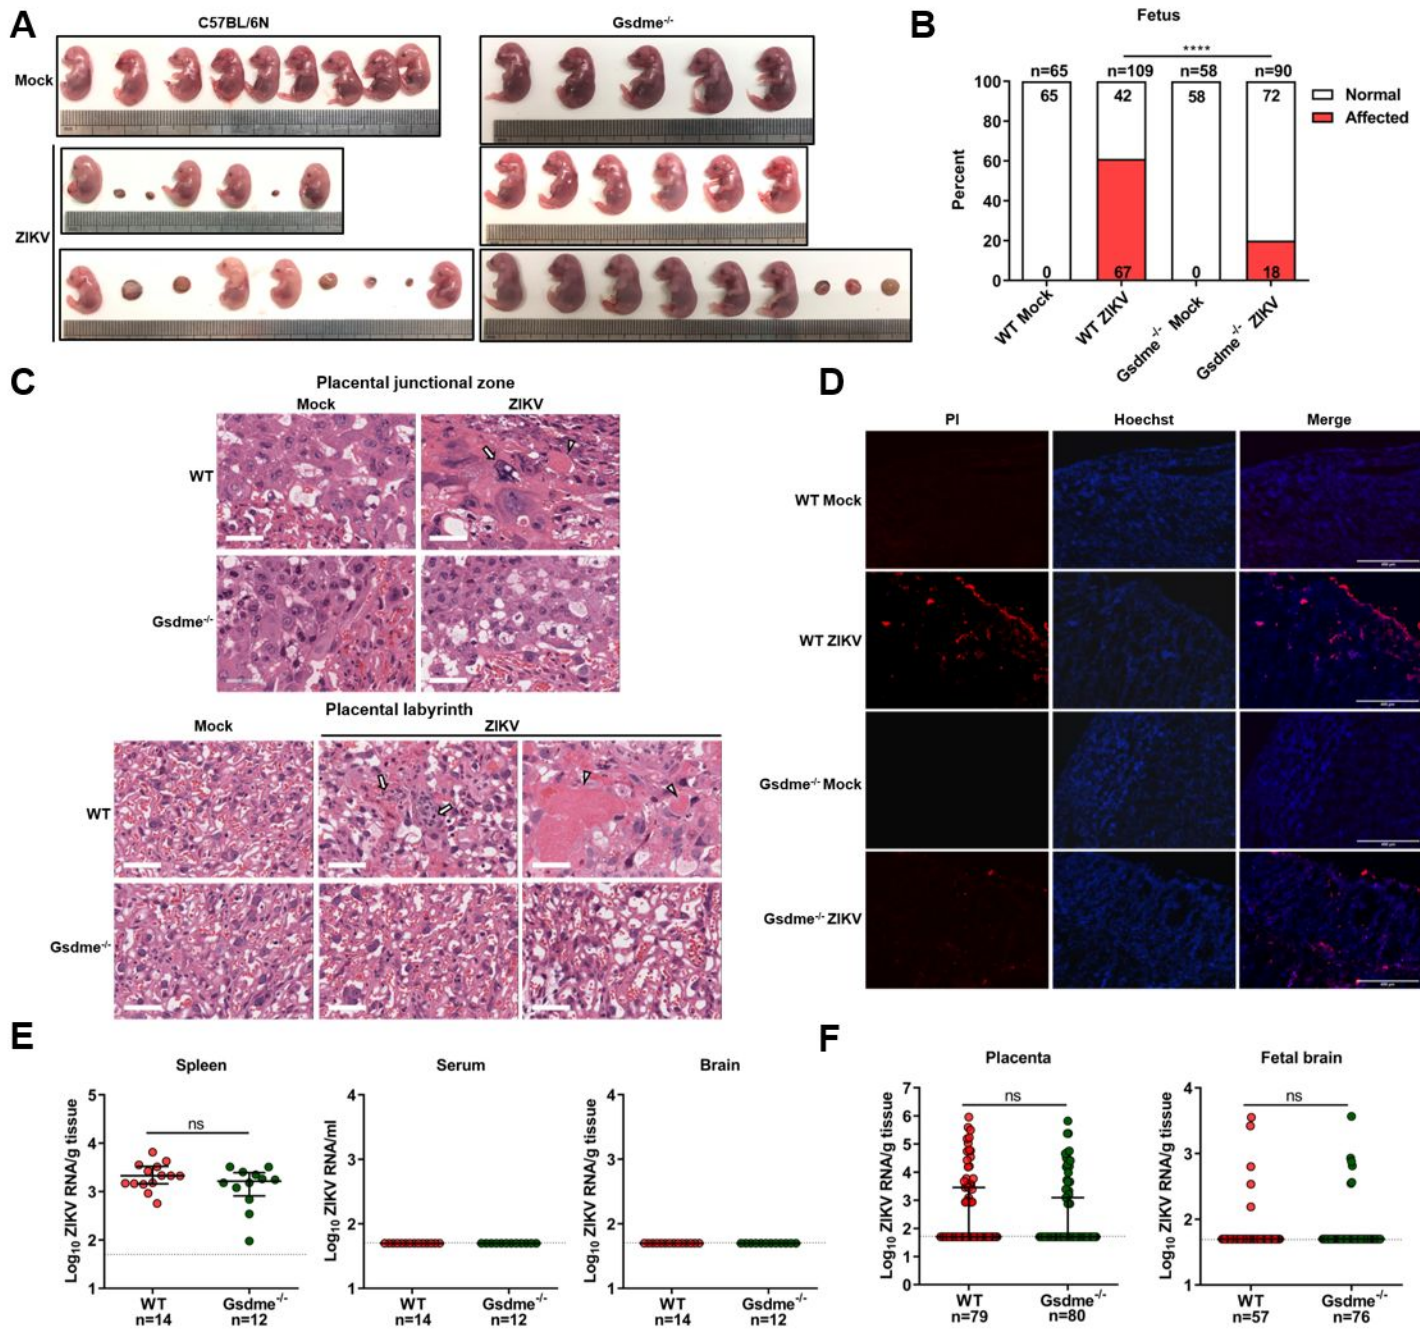 A
C57BL/6N
Gsdme-/-
Mock
ZIKV
B
Fetus
****
n=65
n=109
n=58
n=90
65
42
58
72
0
67
0
18
100
80
60
40
20
0
Percent
Normal
Affected
WT Mock
WT ZIKV
Gsdme-/- Mock
Gsdme-/- ZIKV
C
Placental junctional zone
Mock
ZIKV
WT
Gsdme-/-
Placental labyrinth
Mock
ZIKV
WT
Gsdme-/-
D
PI
Hoechst
Merge
WT Mock
WT ZIKV
Gsdme-/- Mock
Gsdme-/- ZIKV
E
Spleen
Log10 ZIKV RNA/g tissue
5
4
3
2
1
ns
WT
n=14
Gsdme-/-
n=12
Serum
Log10 ZIKV RNA/ml
4
3
2
1
WT
n=14
Gsdme-/-
n=12
Brain
Log10 ZIKV RNA/g tissue
4
3
2
1
WT
n=14
Gsdme-/-
n=12
F
Placenta
Log10 ZIKV RNA/g tissue
7
6
5
4
3
2
1
0
ns
WT
n=79
Gsdme-/-
n=80
Fetal brain
Log10 ZIKV RNA/g tissue
4
3
2
1
ns
WT
n=57
Gsdme-/-
n=76